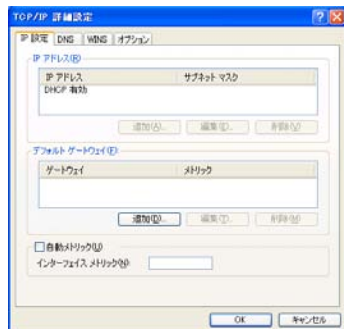 TCP/IP 詳細設定
IP 設定 DNS WINS オプション
IP アドレス(R)
IP アドレス サブネット マスク
DHCP 有効
追加(A)... 編集(E)... 削除(V)
デフォルト ゲートウェイ(F):
ゲートウェイ メトリック
追加(D)... 編集(T)... 削除(M)
自動メトリック(U)
インターフェイス メトリック(N):
OK キャンセル